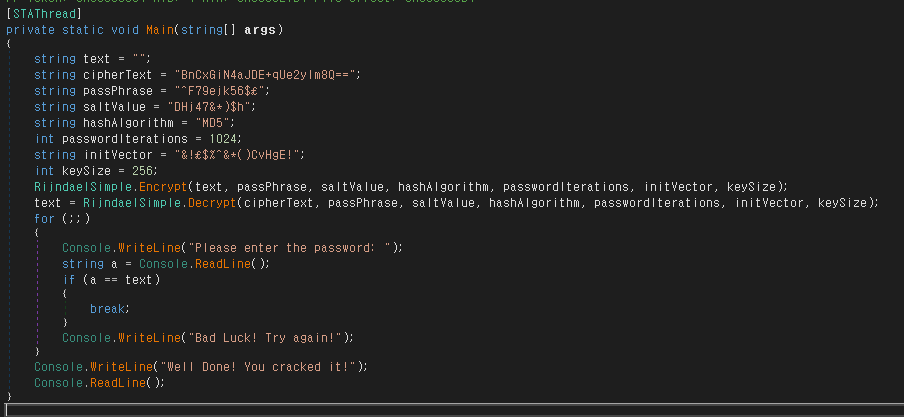 [STAThread]
private static void Main(string[] args)
{
string text = "";
string cipherText = "BnCxGiN4aJDE+qUe2yIm8Q==";
string passPhrase = "^F79ejk56$£";
string saltValue = "DHj47&*)$h";
string hashAlgorithm = "MD5";
int passwordIterations = 1024;
string initVector = "&!£$%^&*()CvHgE!";
int keySize = 256;
RijndaelSimple.Encrypt(text, passPhrase, saltValue, hashAlgorithm, passwordIterations, initVector, keySize);
text = RijndaelSimple.Decrypt(cipherText, passPhrase, saltValue, hashAlgorithm, passwordIterations, initVector, keySize);
for (;;)
{
Console.WriteLine("Please enter the password: ");
string a = Console.ReadLine();
if (a == text)
{
break;
}
Console.WriteLine("Bad Luck! Try again!");
}
Console.WriteLine("Well Done! You cracked it!");
Console.ReadLine();
}